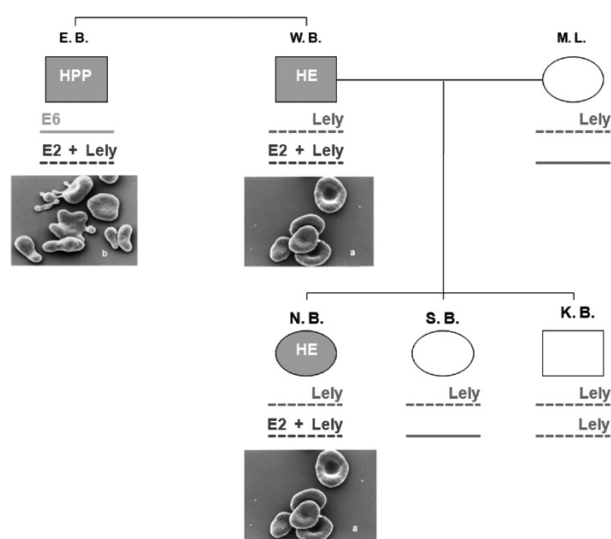 E. B.
W. B.
M. L.
HPP
HE
E6
Lely
Lely
E2 + Lely
E2 + Lely
b
a
N. B.
S. B.
K. B.
HE
Lely
Lely
Lely
E2 + Lely
Lely
a